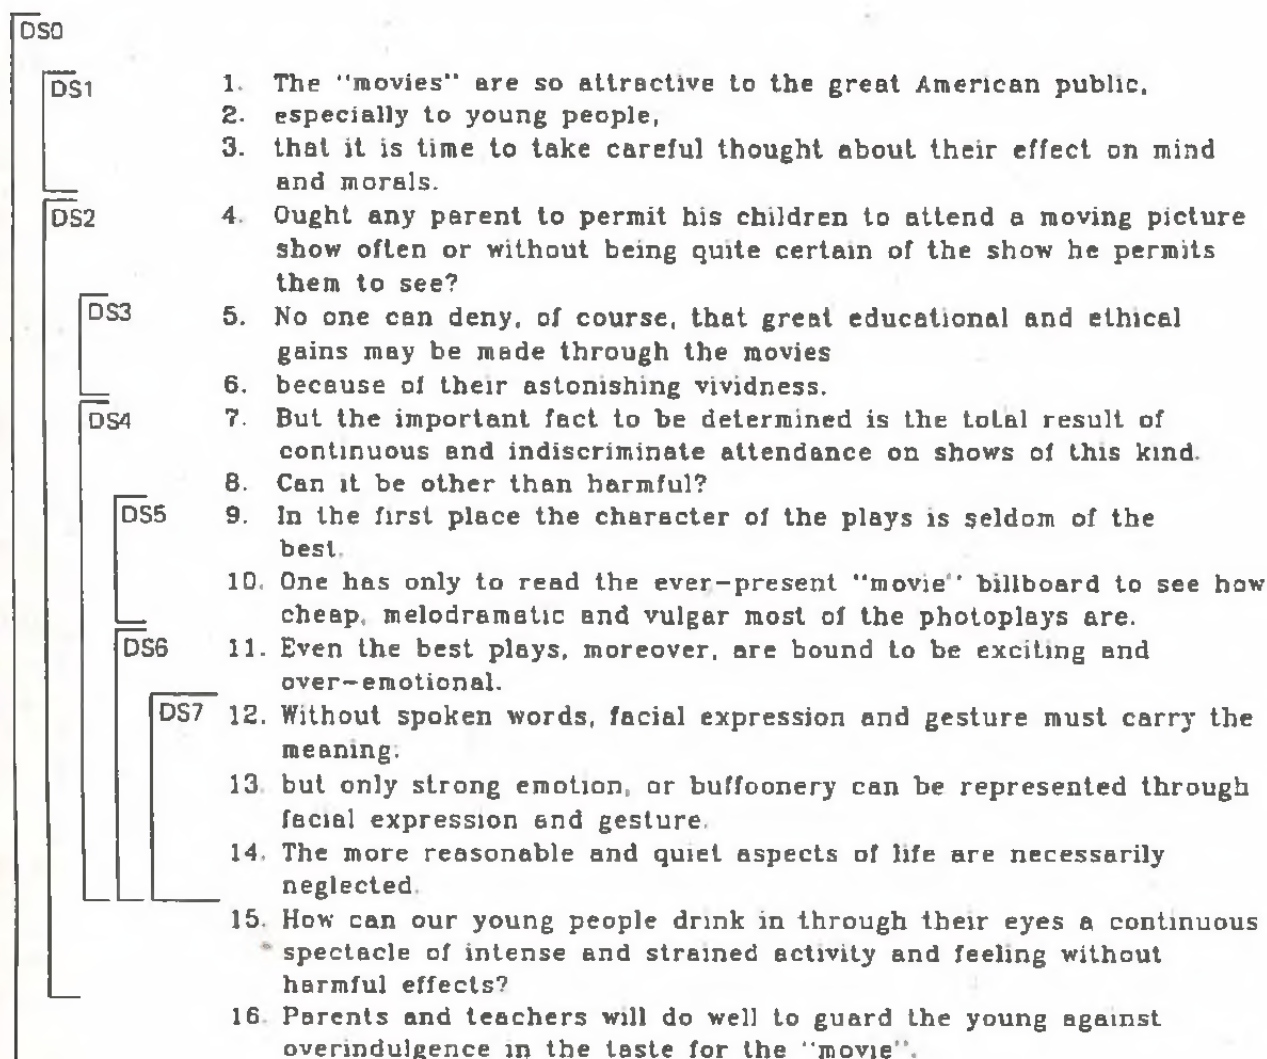 DS0
DS1 1. The "movies" are so attractive to the great American public,
2. especially to young people,
3. that it is time to take careful thought about their effect on mind
and morals.
DS2 4. Ought any parent to permit his children to attend a moving picture
show often or without being quite certain of the show he permits
them to see?
DS3 5. No one can deny, of course, that great educational and ethical
gains may be made through the movies
6. because of their astonishing vividness.
DS4 7. But the important fact to be determined is the total result of
continuous and indiscriminate attendance on shows of this kind.
8. Can it be other than harmful?
DS5 9. In the first place the character of the plays is seldom of the
best.
10. One has only to read the ever-present "movie" billboard to see how
cheap, melodramatic and vulgar most of the photoplays are.
DS6 11. Even the best plays, moreover, are bound to be exciting and
over-emotional.
DS7 12. Without spoken words, facial expression and gesture must carry the
meaning:
13. but only strong emotion, or buffoonery can be represented through
facial expression and gesture.
14. The more reasonable and quiet aspects of life are necessarily
neglected.
15. How can our young people drink in through their eyes a continuous
spectacle of intense and strained activity and feeling without
harmful effects?
16. Parents and teachers will do well to guard the young against
overindulgence in the taste for the "movie".